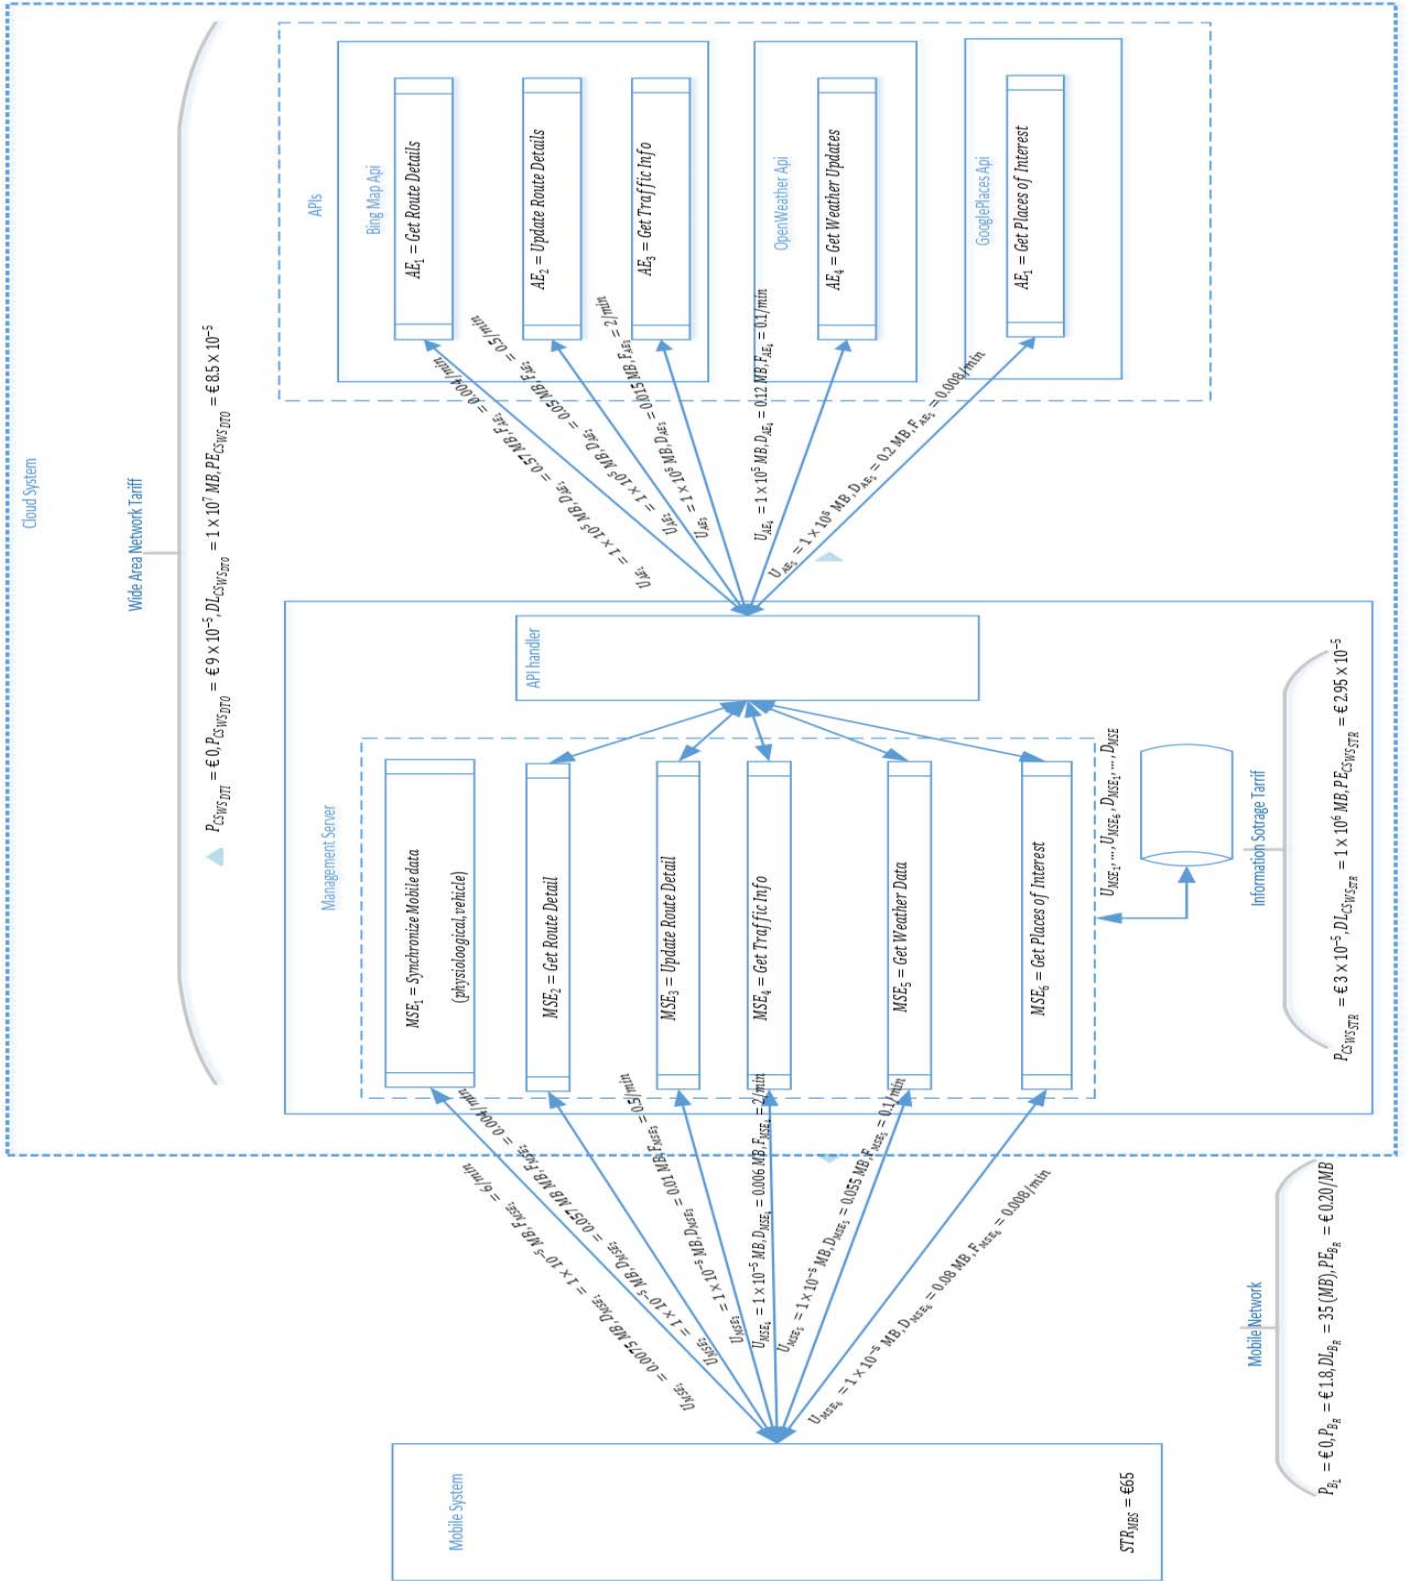 Cloud System
Wide Area Network Tariff
P_{CSWS_{DTI}} = € 0, P_{CSWS_{DTO}} = € 9 x 10^{-5}, DL_{CSWS_{DTO}} = 1 x 10^7 MB, PE_{CSWS_{DTO}} = € 8.5 x 10^{-5}
APIs
Bing Map Api
AE_1 = Get Route Details
AE_2 = Update Route Details
AE_3 = Get Traffic Info
OpenWeather Api
AE_4 = Get Weather Updates
GooglePlaces Api
AE_1 = Get Places of Interest
U_{AE_1} = 1 × 10^5 MB, D_{AE_1} = 0.57 MB, F_{AE_1} = 0.004/min
U_{AE_2} = 1 × 10^5 MB, D_{AE_2} = 0.05 MB, F_{AE_2} = 0.5/min
U_{AE_3} = 1 × 10^5 MB, D_{AE_3} = 0.015 MB, F_{AE_3} = 2/min
U_{AE_4} = 1 × 10^5 MB, D_{AE_4} = 0.12 MB, F_{AE_4} = 0.1/min
U_{AE_5} = 1 × 10^5 MB, D_{AE_5} = 0.2 MB, F_{AE_5} = 0.008/min
API handler
Management Server
MSE_1 = Synchronize Mobile data
(physioloogical, vehicle)
MSE_2 = Get Route Detail
MSE_3 = Update Route Detail
MSE_4 = Get Traffic Info
MSE_5 = Get Weather Data
MSE_6 = Get Places of Interest
U_{MSE_1}, ..., U_{MSE_6}, D_{MSE_1}, ..., D_{MSE}
Information Sotrage Tarrif
P_{CSWS_{STR}} = € 3 x 10^{-5}, DL_{CSWS_{STR}} = 1 x 10^6 MB, PE_{CSWS_{STR}} = € 2.95 x 10^{-5}
U_{MSE_1} = 0.0075 MB, D_{MSE_1} = 1 × 10^{-5} MB, F_{MSE_1} = 6/min
U_{MSE_2} = 1 × 10^{-5} MB, D_{MSE_2} = 0.057 MB MB, F_{MSE_2} = 0.004/min
U_{MSE_3} = 1 × 10^{-5} MB, D_{MSE_3} = 0.01 MB, F_{MSE_3} = 0.5/min
U_{MSE_4} = 1 × 10^{-5} MB, D_{MSE_4} = 0.006 MB, F_{MSE_4} = 2/min
U_{MSE_5} = 1 × 10^{-5} MB, D_{MSE_5} = 0.055 MB, F_{MSE_5} = 0.1/min
U_{MSE_6} = 1 × 10^{-5} MB, D_{MSE_6} = 0.08 MB, F_{MSE_6} = 0.008/min
Mobile System
STR_{MBS} = €65
Mobile Network
P_{B_L} = € 0, P_{B_R} = € 1.8, DL_{B_R} = 35 (MB), PE_{B_R} = € 0.20/MB